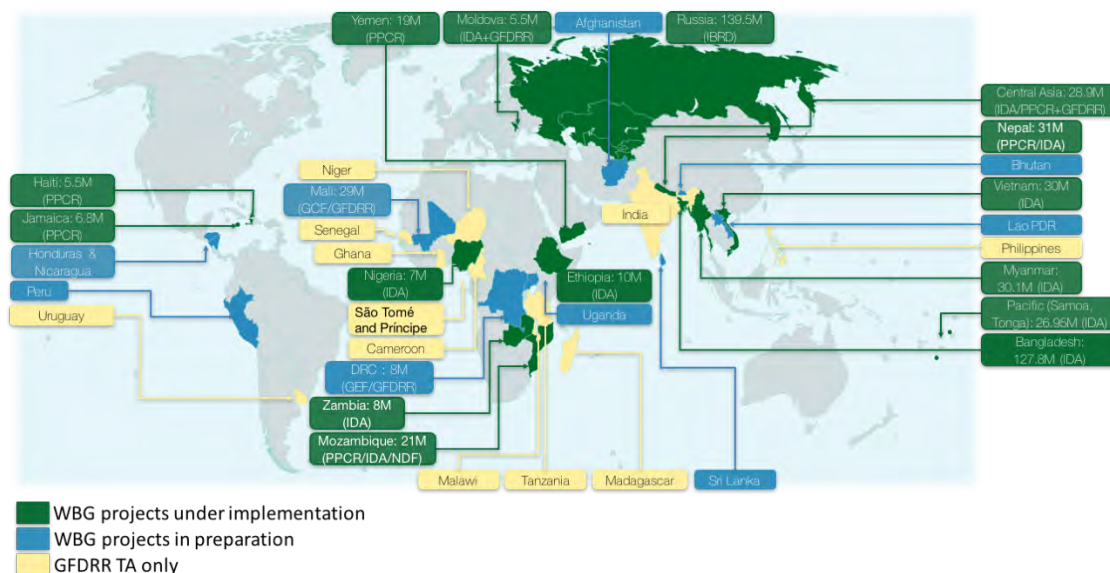 Yemen: 19M
(PPCR)
Moldova: 5.5M
(IDA+GFDRR)
Afghanistan
Russia: 139.5M
(IBRD)
Central Asia: 28.9M
(IDA/PPCR+GFDRR)
Nepal: 31M
(PPCR/IDA)
Bhutan
Vietnam: 30M
(IDA)
Lao PDR
Philippines
Myanmar:
30.1M (IDA)
Pacific (Samoa,
Tonga): 26.95M (IDA)
Bangladesh:
127.8M (IDA)
Niger
Mali: 29M
(GCF/GFDRR)
Senegal
Ghana
Nigeria: 7M
(IDA)
São Tomé
and Príncipe
Cameroon
DRC : 8M
(GEF/GFDRR)
Zambia: 8M
(IDA)
Mozambique: 21M
(PPCR/IDA/NDF)
India
Ethiopia: 10M
(IDA)
Uganda
Haiti: 5.5M
(PPCR)
Jamaica: 6.8M
(PPCR)
Honduras &
Nicaragua
Peru
Uruguay
Malawi
Tanzania
Madagascar
Sri Lanka
WBG projects under implementation
WBG projects in preparation
GFDRR TA only